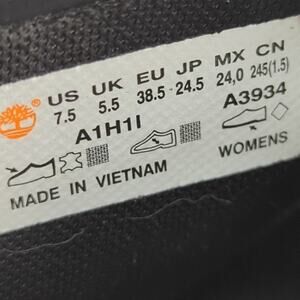 US UK EU JP MX CN
7.5 5.5 38.5 24.5 24,0 245(1.5)
A1H1I A3934
WOMENS
MADE IN VIETNAM